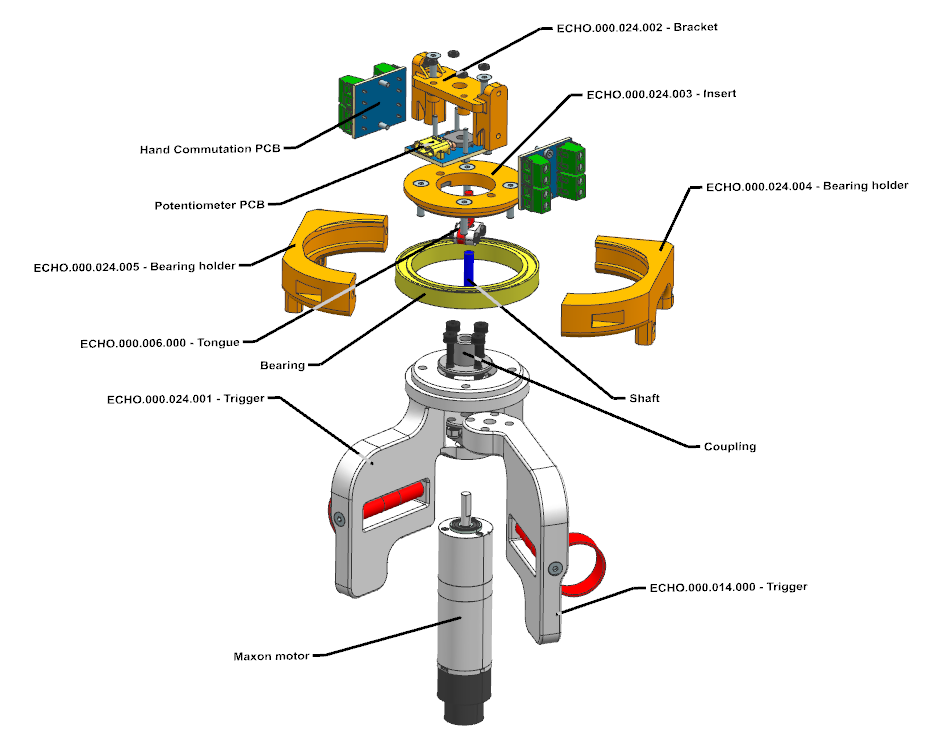 ECHO.000.024.002 - Bracket
ECHO.000.024.003 - Insert
Hand Commutation PCB
ECHO.000.024.004 - Bearing holder
Potentiometer PCB
ECHO.000.024.005 - Bearing holder
ECHO.000.006.000 - Tongue
Bearing
ECHO.000.024.001 - Trigger
Shaft
Coupling
ECHO.000.014.000 - Trigger
Maxon motor